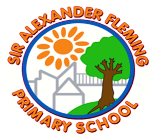 SIR ALEXANDER FLEMING
PRIMARY SCHOOL